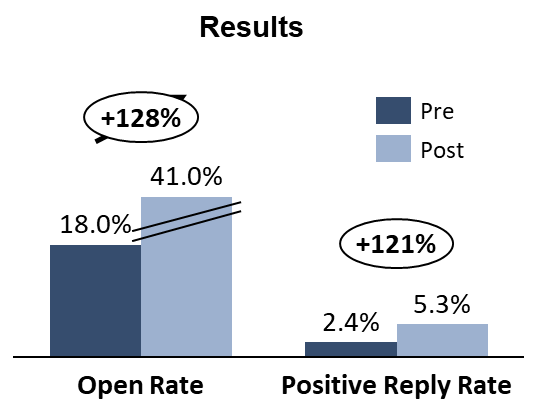 Results
+128%
Pre
Post
41.0%
18.0%
+121%
5.3%
2.4%
Open Rate
Positive Reply Rate